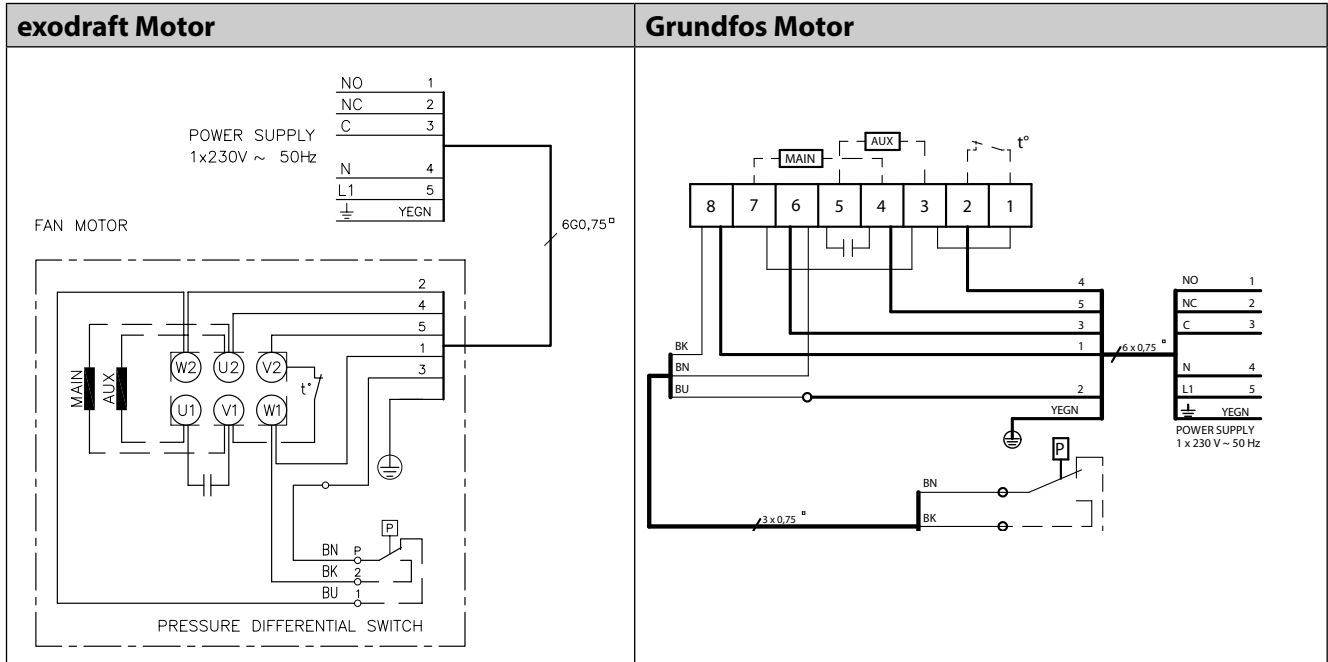 exodraft Motor
NO 1
NC 2
C 3
POWER SUPPLY
1x230V ~ 50Hz
N 4
L1 5
YEGN
FAN MOTOR
6G0,75
2
4
5
1
3
MAIN
AUX
W2 U2 V2
t°
U1 V1 W1
P
BN P
BK 2
BU 1
PRESSURE DIFFERENTIAL SWITCH
Grundfos Motor
AUX
t°
MAIN
8 7 6 5 4 3 2 1
4
5
3
1
2
YEGN
BK
BN
BU
6 x 0,75
NO 1
NC 2
C 3
N 4
L1 5
YEGN
POWER SUPPLY
1 x 230 V ~ 50 Hz
P
BN
BK
3 x 0,75